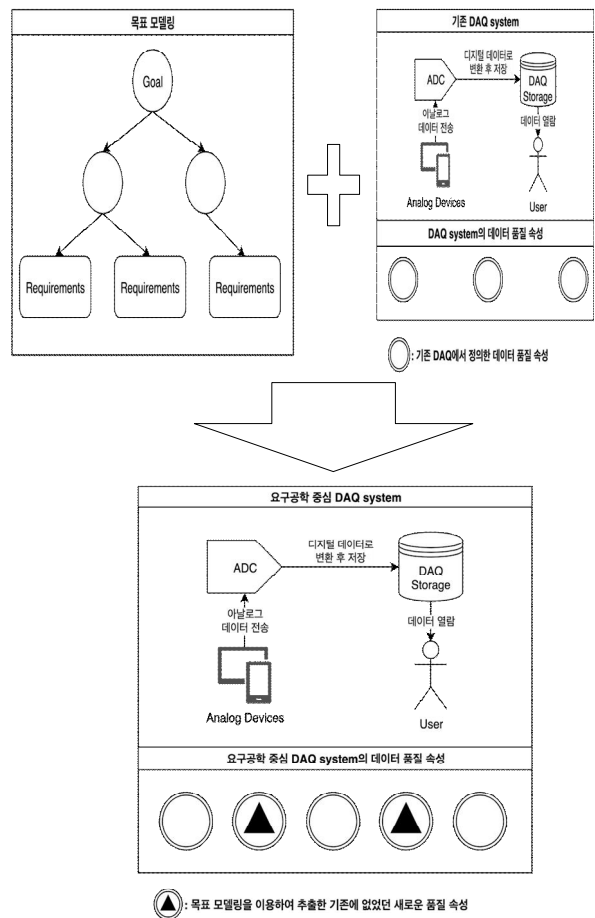 목표 모델링
Goal
Requirements
Requirements
Requirements
기존 DAQ system
디지털 데이터로
변환 후 저장
ADC
DAQ
Storage
아날로그
데이터 전송
데이터 열람
Analog Devices
User
DAQ system의 데이터 품질 속성
: 기존 DAQ에서 정의한 데이터 품질 속성
요구공학 중심 DAQ system
디지털 데이터로
변환 후 저장
ADC
DAQ
Storage
아날로그
데이터 전송
데이터 열람
Analog Devices
User
요구공학 중심 DAQ system의 데이터 품질 속성
: 목표 모델링을 이용하여 추출한 기존에 없었던 새로운 품질 속성